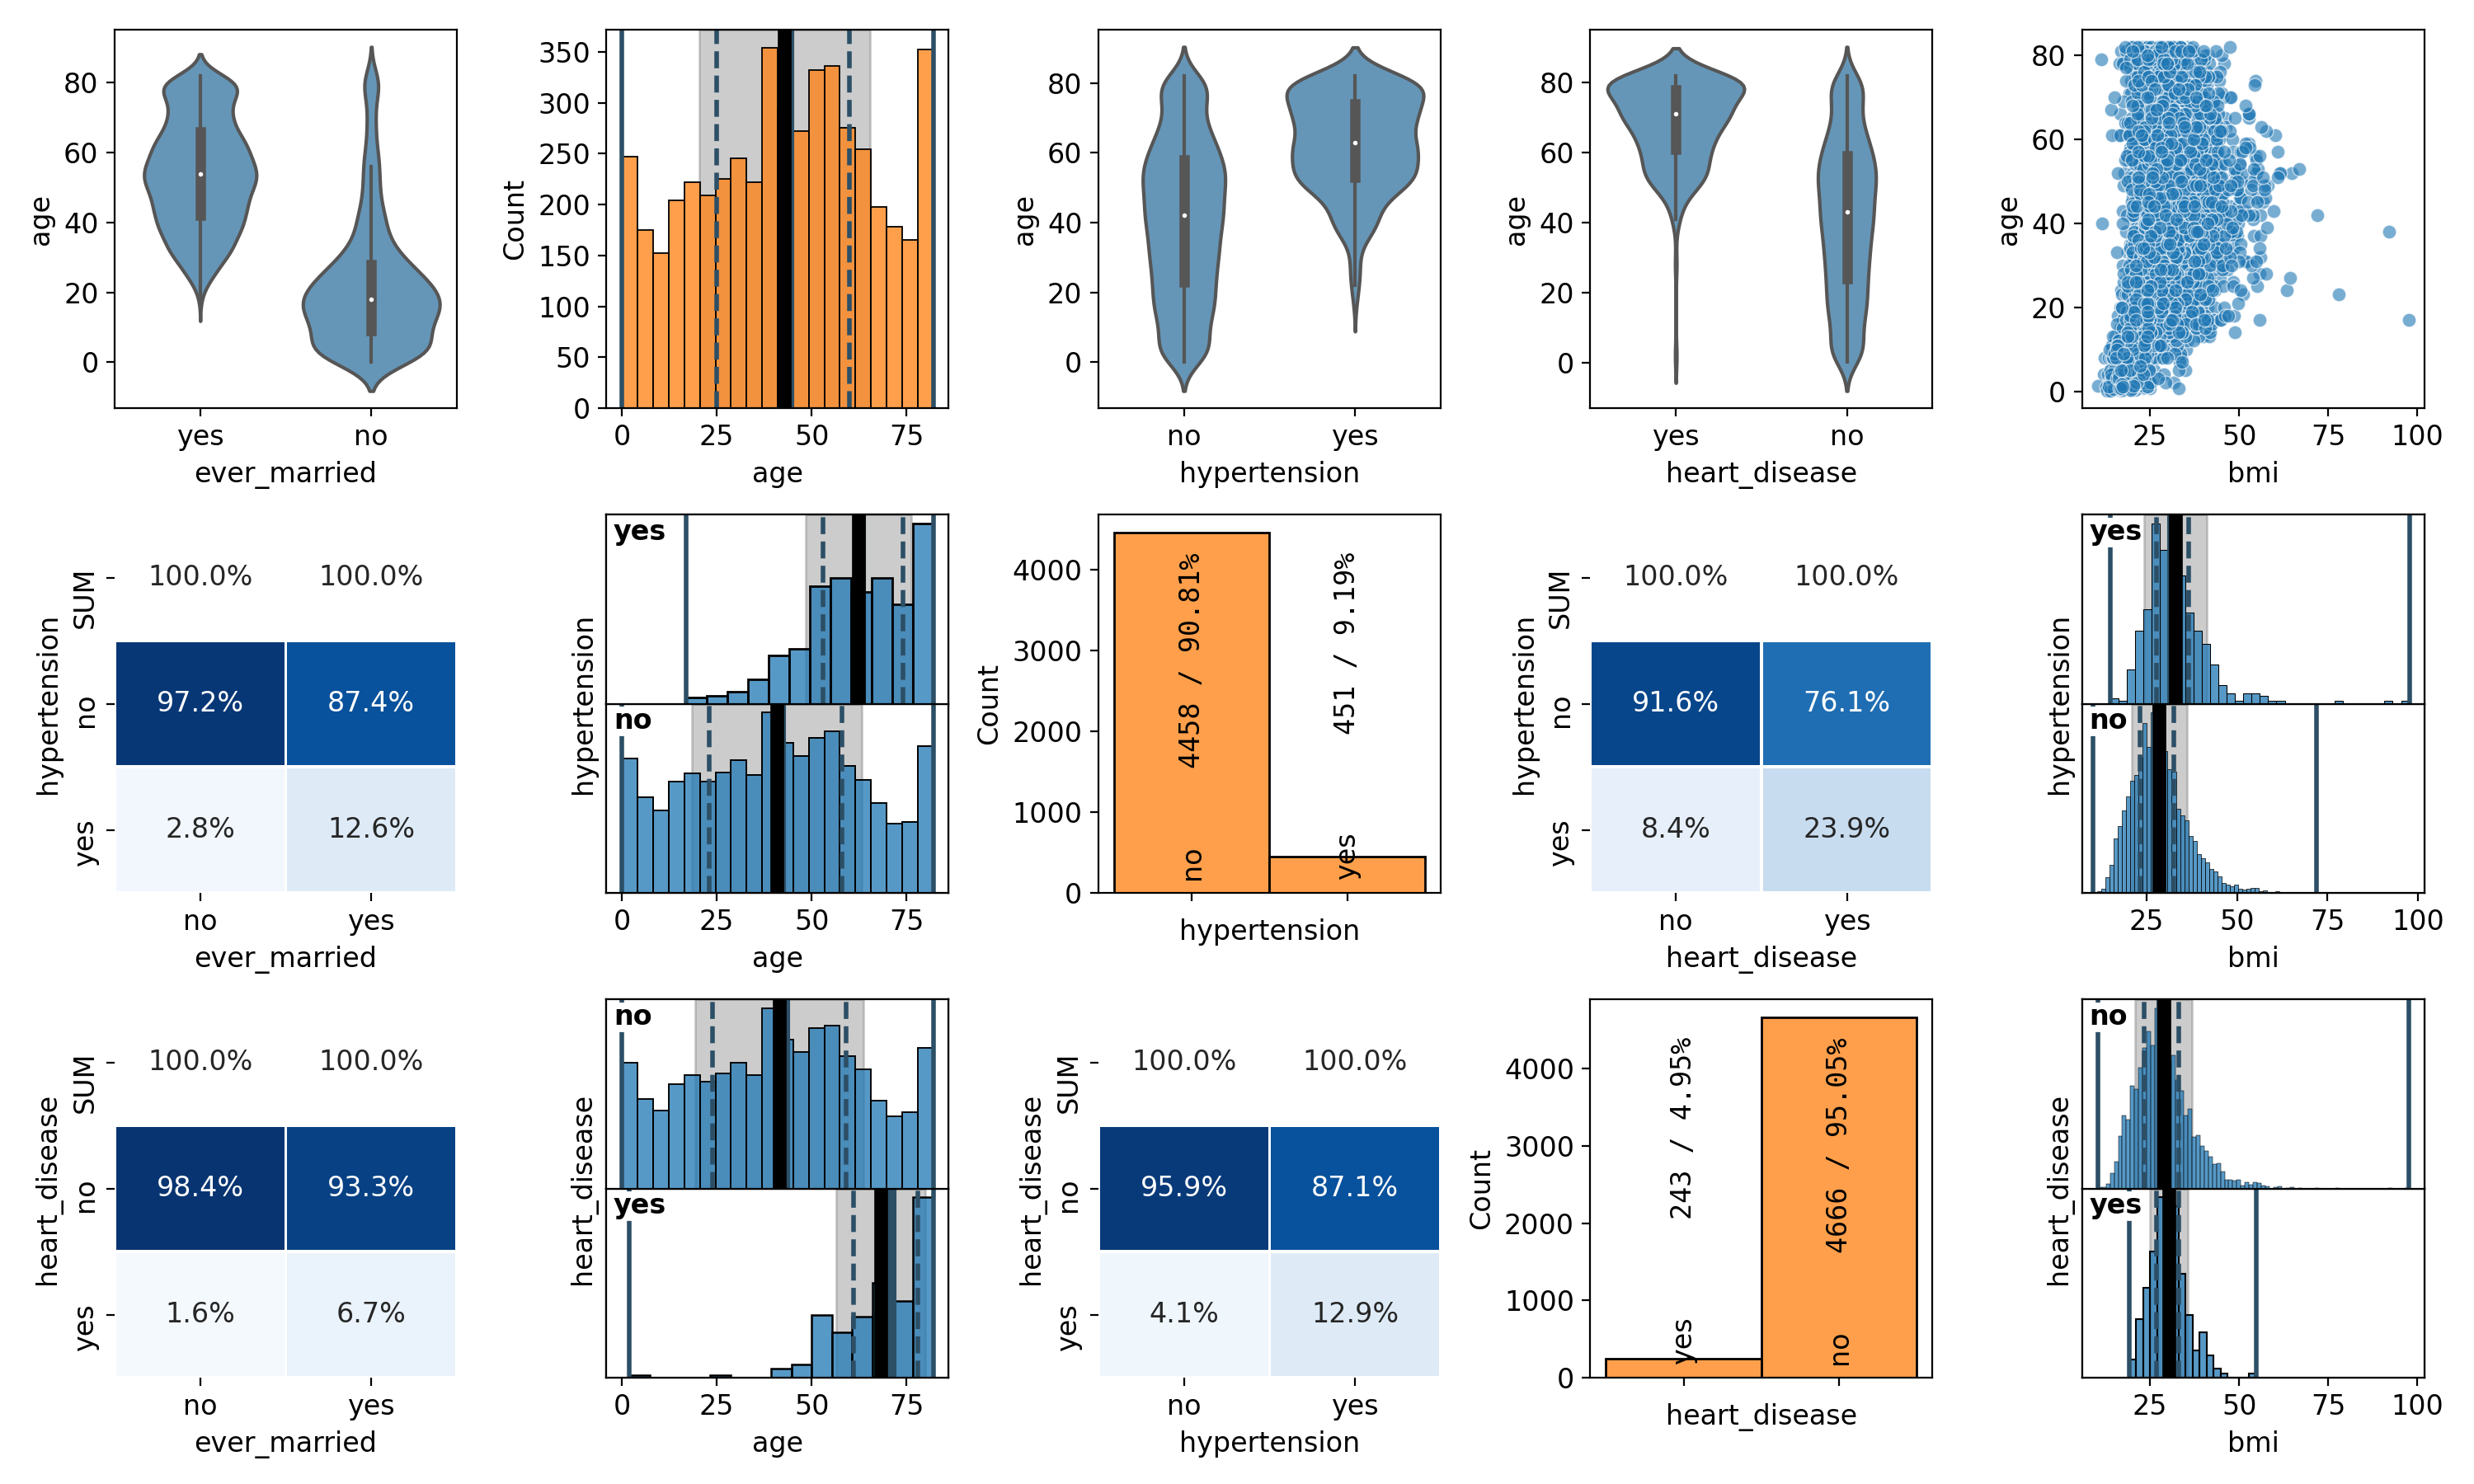 80
60
40
20
0
age
yes
no
ever_married
350
300
250
200
150
100
50
0
Count
0
25
50
75
age
80
60
40
20
0
age
no
yes
hypertension
80
60
40
20
0
age
yes
no
heart_disease
80
60
40
20
0
age
25
50
75
100
bmi
hypertension
SUM
no
yes
100.0%
100.0%
97.2%
87.4%
2.8%
12.6%
no
yes
ever_married
hypertension
yes
no
0
25
50
75
age
4000
3000
2000
1000
0
Count
4458 / 90.81%
451 / 9.19%
no
yes
hypertension
hypertension
SUM
no
yes
100.0%
100.0%
91.6%
76.1%
8.4%
23.9%
no
yes
heart_disease
hypertension
yes
no
25
50
75
100
bmi
heart_disease
SUM
no
yes
100.0%
100.0%
98.4%
93.3%
1.6%
6.7%
no
yes
ever_married
heart_disease
no
yes
0
25
50
75
age
heart_disease
SUM
no
yes
100.0%
100.0%
95.9%
87.1%
4.1%
12.9%
no
yes
hypertension
4000
3000
2000
1000
0
Count
243 / 4.95%
4666 / 95.05%
yes
no
heart_disease
heart_disease
no
yes
25
50
75
100
bmi